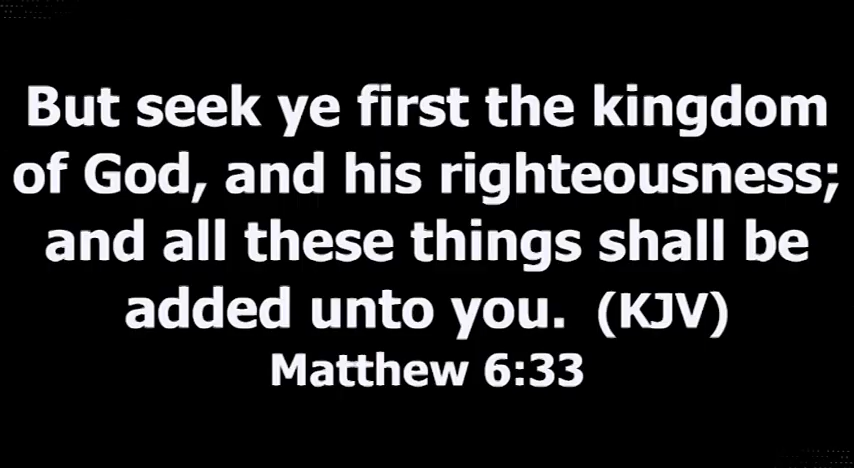 But seek ye first the kingdom
of God, and his righteousness;
and all these things shall be
added unto you. (KJV)
Matthew 6:33